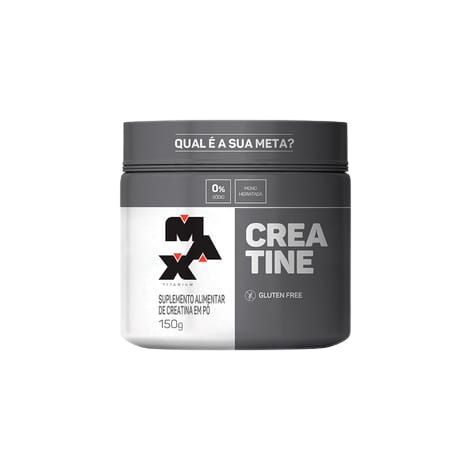 QUAL É A SUA META?
0%
SÓDIO
MONO
HIDRATADA
MAX
TITANIUM
CREA
TINE
SUPLEMENTO ALIMENTAR
DE CREATINA EM PÓ
150g
GLUTEN FREE